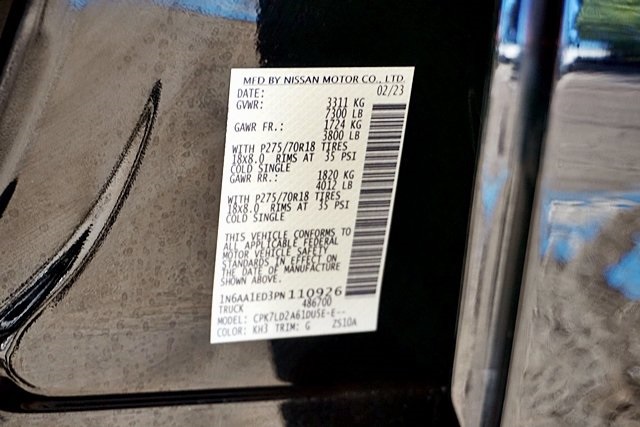 MFD BY NISSAN MOTOR CO., LTD.
DATE: 02/23
GVWR: 3311 KG
7300 LB
GAWR FR.: 1724 KG
3800 LB
WITH P275/70R18 TIRES
18x8.0 RIMS AT 35 PSI
COLD SINGLE
GAWR RR.: 1820 KG
4012 LB
WITH P275/70R18 TIRES
18x8.0 RIMS AT 35 PSI
COLD SINGLE
THIS VEHICLE CONFORMS TO
ALL APPLICABLE FEDERAL
MOTOR VEHICLE SAFETY
STANDARDS IN EFFECT ON
THE DATE OF MANUFACTURE
SHOWN ABOVE.
1N6AA1ED3PN110926
TRUCK 486700
MODEL: CPK7LD2A61DUSE-E--
COLOR: KH3 TRIM: G ZS10A